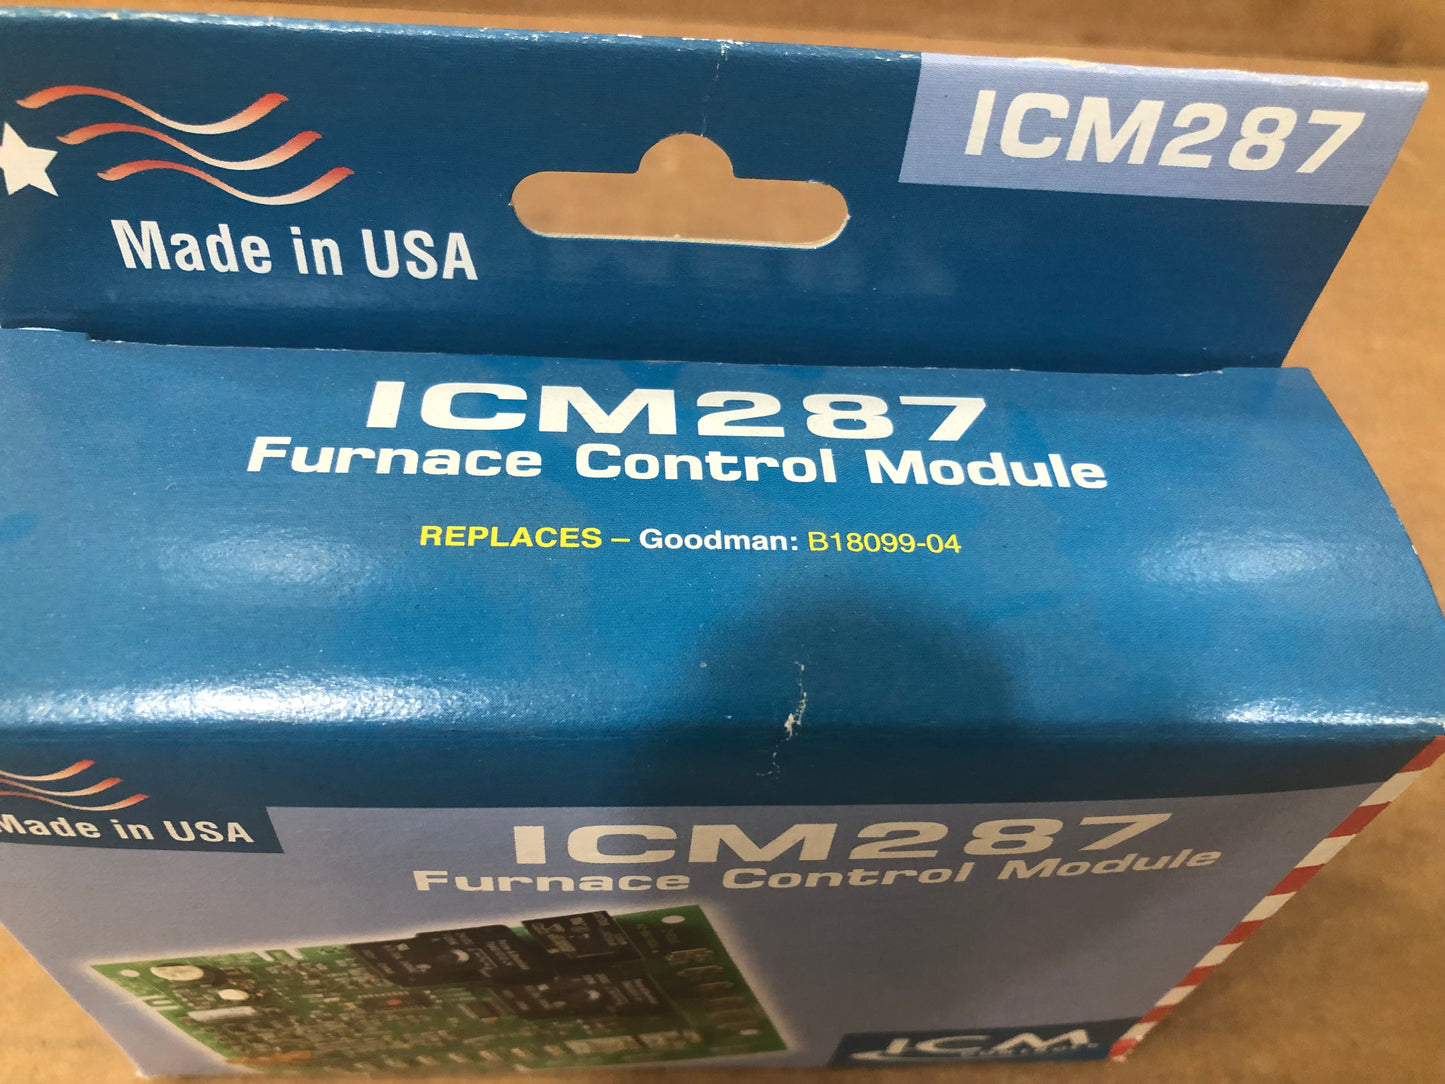 ICM287
Made in USA
ICM287
Furnace Control Module
REPLACES – Goodman: B18099-04
Made in USA
ICM287
Furnace Control Module
ICM